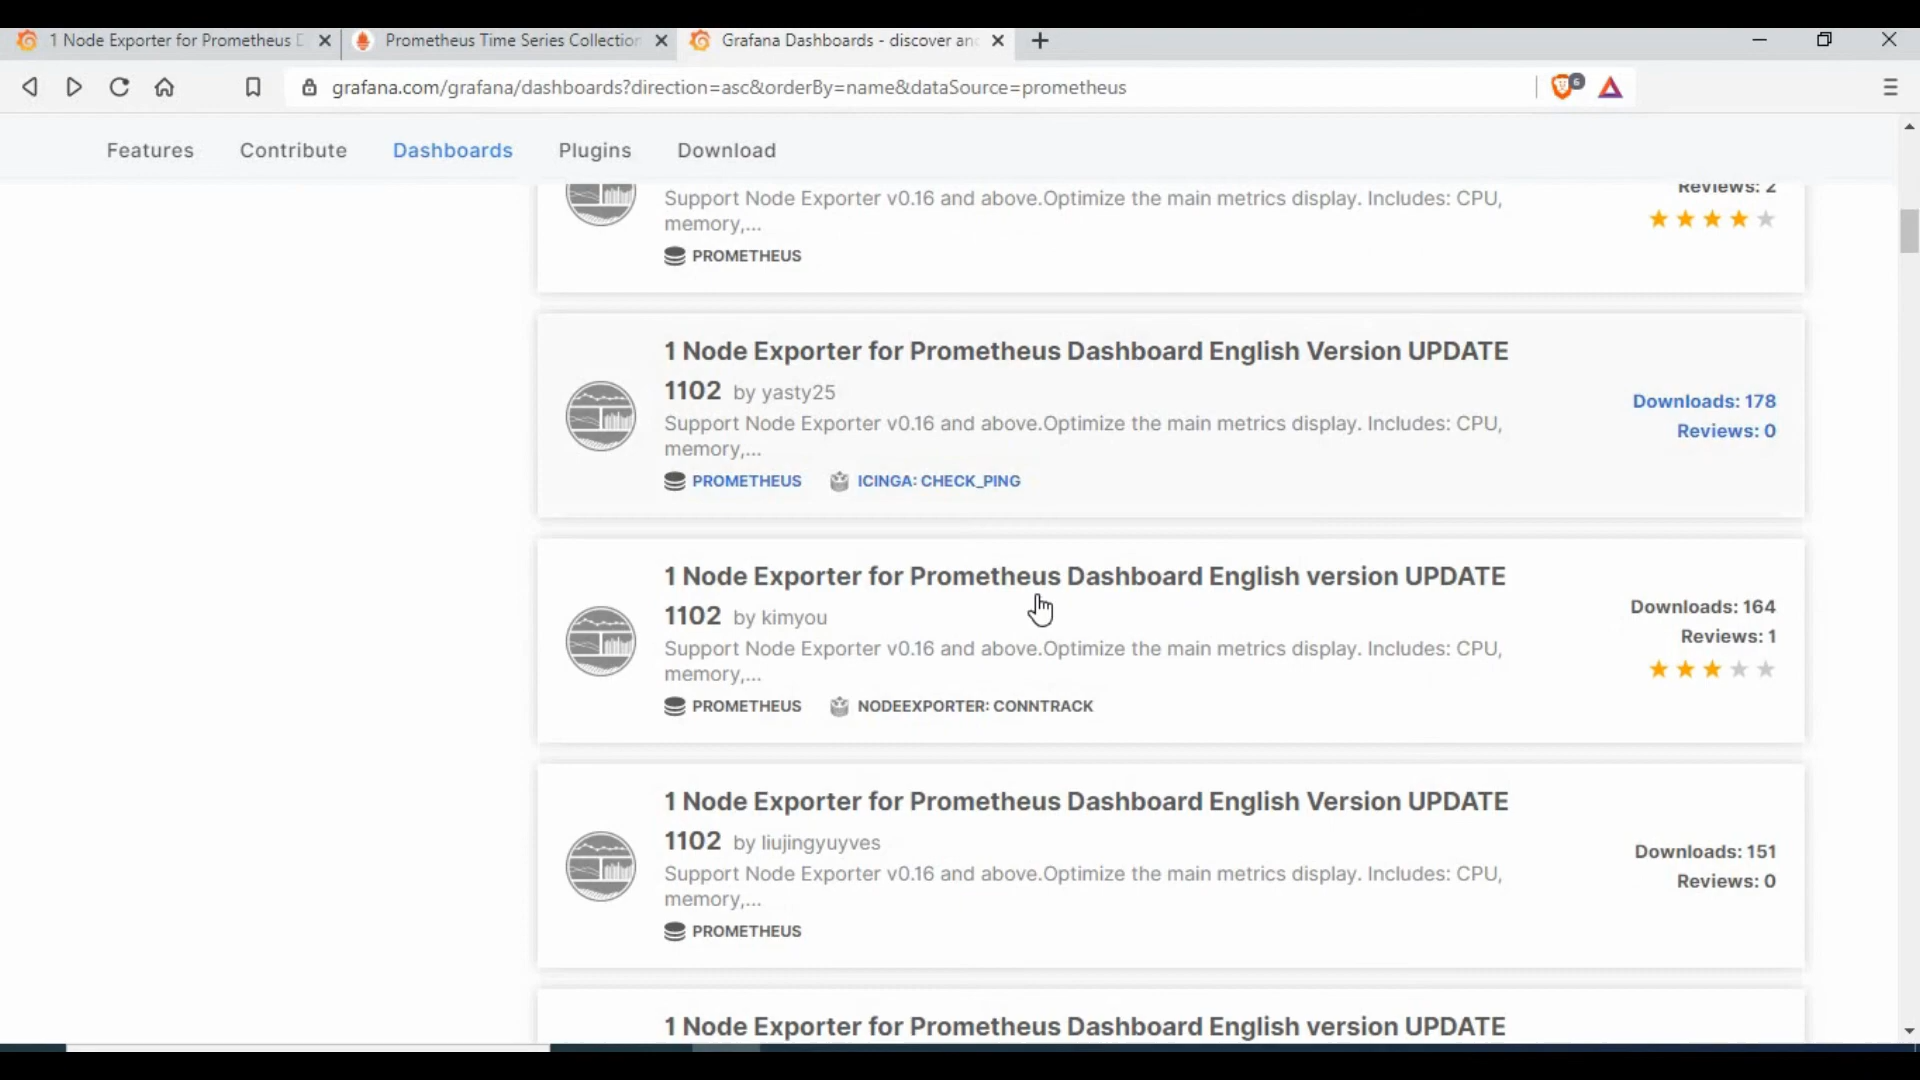 1 Node Exporter for Prometheus D
Prometheus Time Series Collection
Grafana Dashboards - discover and
grafana.com/grafana/dashboards?direction=asc&orderBy=name&dataSource=prometheus
6
Features
Contribute
Dashboards
Plugins
Download
Support Node Exporter v0.16 and above.Optimize the main metrics display. Includes: CPU,
memory,...
PROMETHEUS
Reviews: 2
1 Node Exporter for Prometheus Dashboard English Version UPDATE
1102 by yasty25
Support Node Exporter v0.16 and above.Optimize the main metrics display. Includes: CPU,
memory,...
PROMETHEUS ICINGA: CHECK_PING
Downloads: 178
Reviews: 0
1 Node Exporter for Prometheus Dashboard English version UPDATE
1102 by kimyou
Support Node Exporter v0.16 and above.Optimize the main metrics display. Includes: CPU,
memory,...
PROMETHEUS NODEEXPORTER: CONNTRACK
Downloads: 164
Reviews: 1
1 Node Exporter for Prometheus Dashboard English Version UPDATE
1102 by liujingyuyves
Support Node Exporter v0.16 and above.Optimize the main metrics display. Includes: CPU,
memory,...
PROMETHEUS
Downloads: 151
Reviews: 0
1 Node Exporter for Prometheus Dashboard English version UPDATE